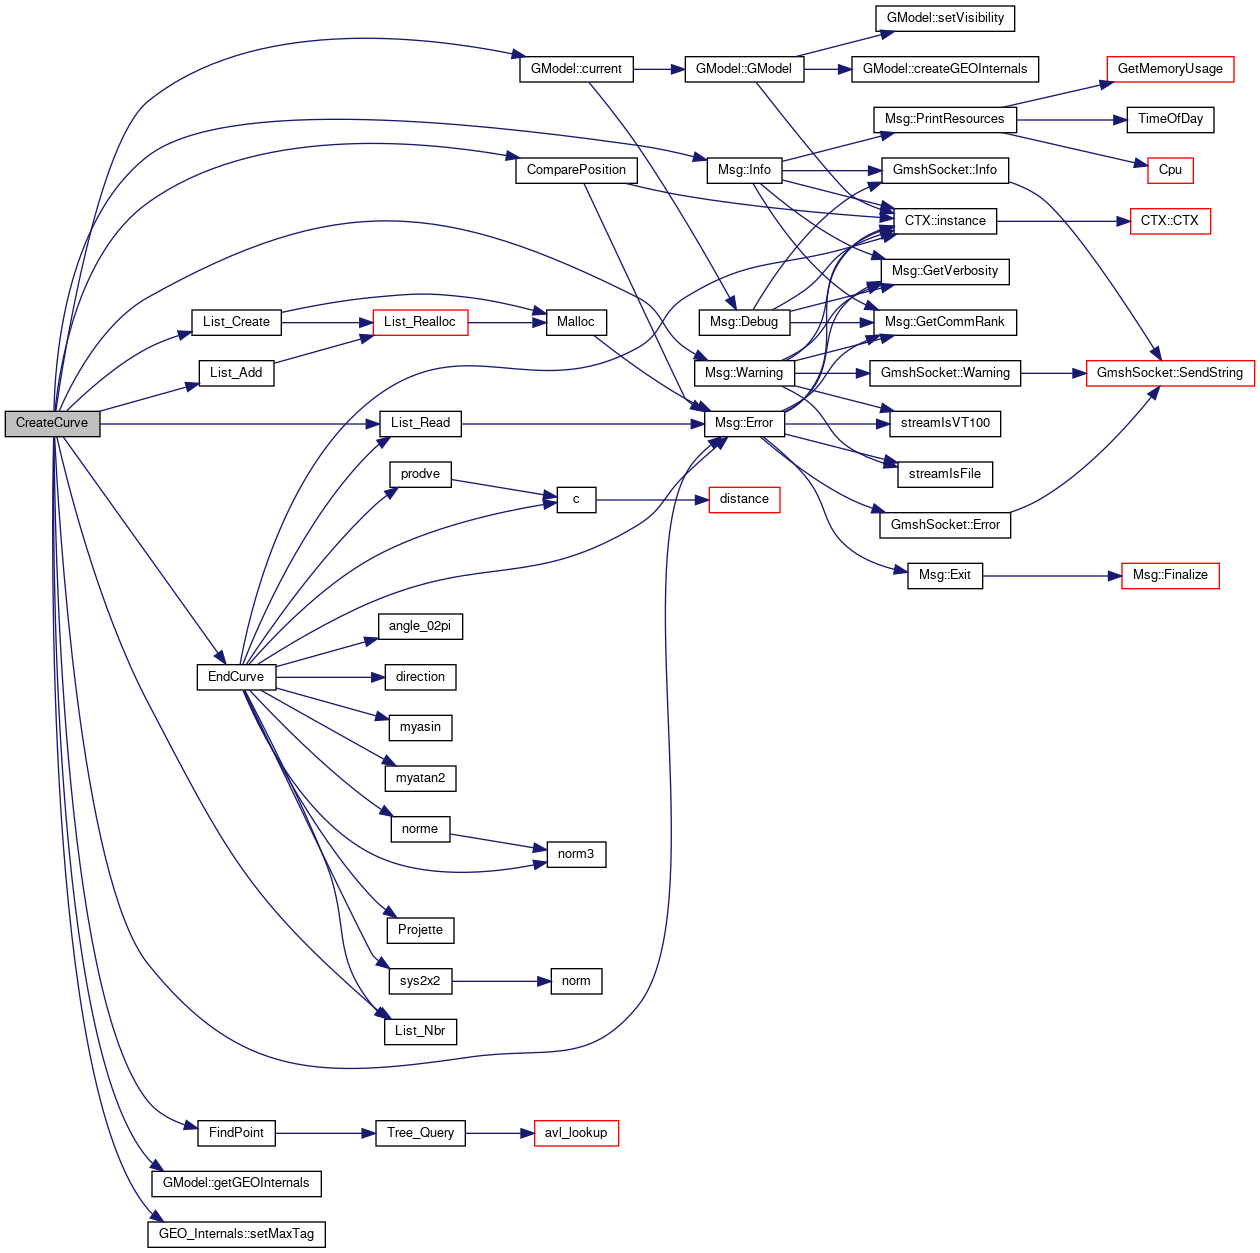 GModel::setVisibility
GModel::current
GModel::GModel
GModel::createGEOInternals
GetMemoryUsage
Msg::PrintResources
TimeOfDay
ComparePosition
Msg::Info
GmshSocket::Info
Cpu
CTX::instance
CTX::CTX
Msg::GetVerbosity
List_Create
List_Realloc
Malloc
Msg::Debug
Msg::GetCommRank
List_Add
Msg::Warning
GmshSocket::Warning
GmshSocket::SendString
CreateCurve
List_Read
Msg::Error
streamIsVT100
prodve
streamIsFile
c
distance
GmshSocket::Error
Msg::Exit
Msg::Finalize
angle_02pi
EndCurve
direction
myasin
myatan2
norme
norm3
Projette
sys2x2
norm
List_Nbr
FindPoint
Tree_Query
avl_lookup
GModel::getGEOInternals
GEO_Internals::setMaxTag